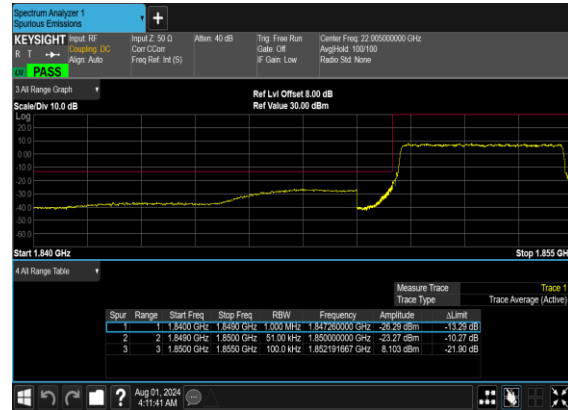 Spectrum Analyzer 1
Spurious Emissions
KEYSIGHT Input: RF Input Z: 50 Ω Atten: 40 dB Trig: Free Run Center Freq: 22.005000000 GHz
R T Coupling: DC Corr CCorr Gate: Off Avg|Hold: 100/100
Align: Auto Freq Ref: Int (S) IF Gain: Low Radio Std: None
PASS
3 All Range Graph
Ref Lvl Offset 8.00 dB
Scale/Div 10.0 dB Ref Value 30.00 dBm
Log
20.0
10.0
0.00
-10.0
-20.0
-30.0
-40.0
-50.0
-60.0
Start 1.840 GHz Stop 1.855 GH
4 All Range Table
Measure Trace Trace 1
Trace Type Trace Average (Active)
Spur Range Start Freq Stop Freq RBW Frequency Amplitude ΔLimit
1 1 1.8400 GHz 1.8490 GHz 1.000 MHz 1.847260000 GHz -26.29 dBm -13.29 dB
2 2 1.8490 GHz 1.8500 GHz 51.00 kHz 1.850000000 GHz -23.27 dBm -10.27 dB
3 3 1.8500 GHz 1.8550 GHz 100.0 kHz 1.852191667 GHz 8.103 dBm -21.90 dB
Aug 01, 2024
4:11:41 AM